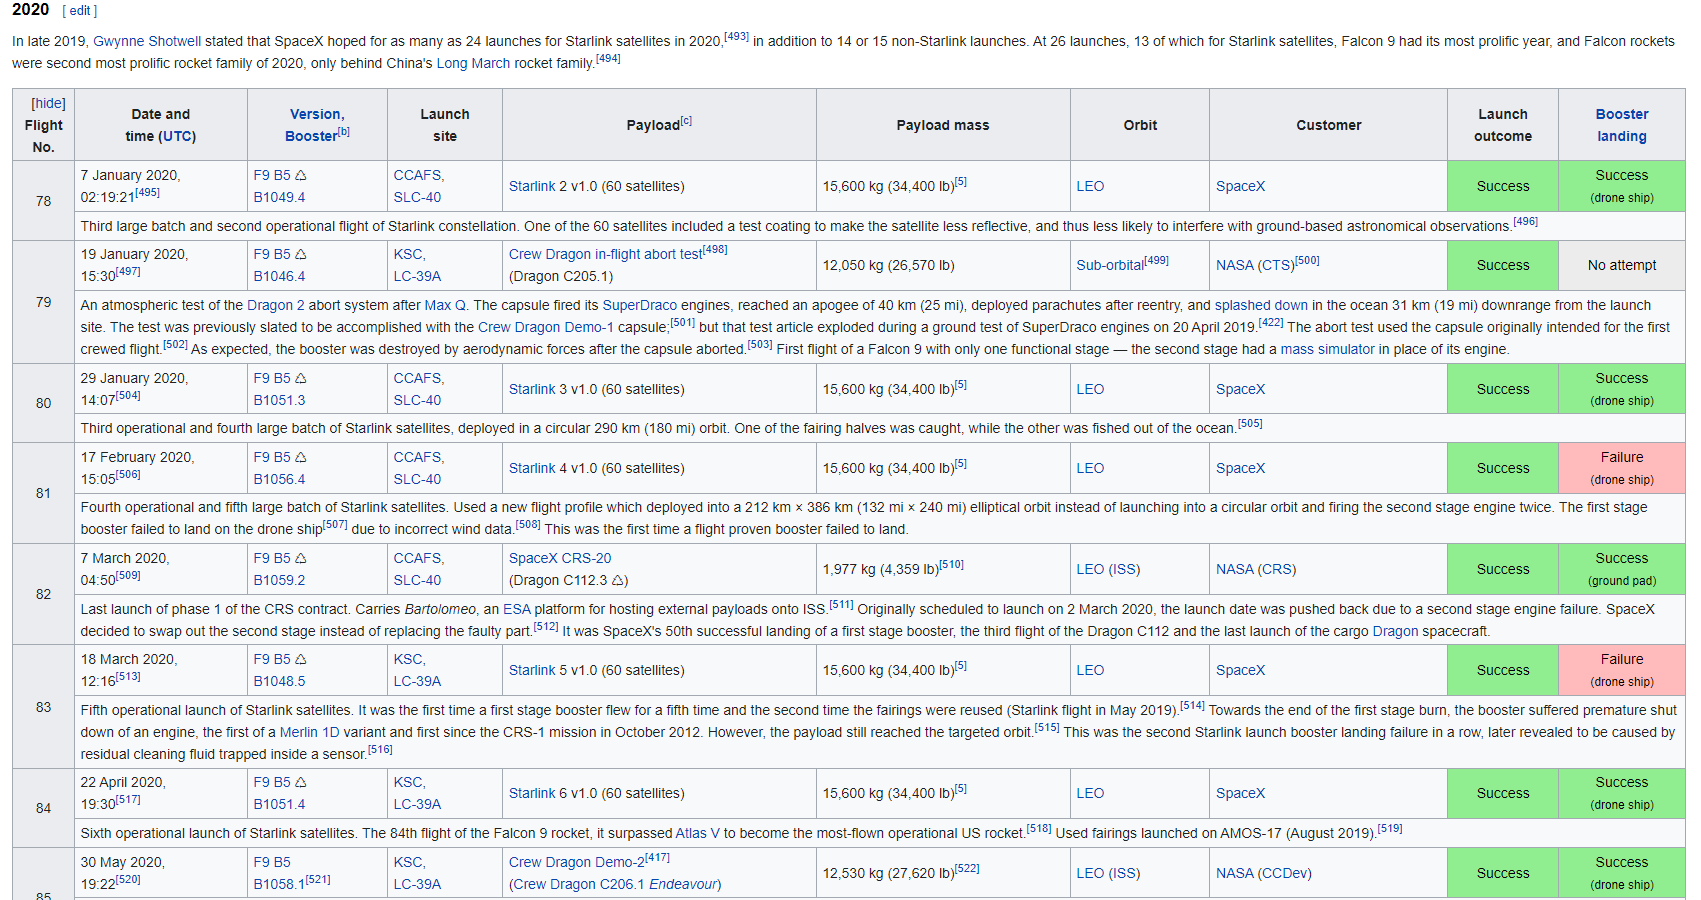 2020 [ edit ]
In late 2019, Gwynne Shotwell stated that SpaceX hoped for as many as 24 launches for Starlink satellites in 2020,[493] in addition to 14 or 15 non-Starlink launches. At 26 launches, 13 of which for Starlink satellites, Falcon 9 had its most prolific year, and Falcon rockets
were second most prolific rocket family of 2020, only behind China's Long March rocket family.[494]
[hide]
Flight
No.
Date and
time (UTC)
Version,
Booster[b]
Launch
site
Payload[c]
Payload mass
Orbit
Customer
Launch
outcome
Booster
landing
78
7 January 2020,
02:19:21[495]
F9 B5 ♺
B1049.4
CCAFS,
SLC-40
Starlink 2 v1.0 (60 satellites)
15,600 kg (34,400 lb)[5]
LEO
SpaceX
Success
Success
(drone ship)
Third large batch and second operational flight of Starlink constellation. One of the 60 satellites included a test coating to make the satellite less reflective, and thus less likely to interfere with ground-based astronomical observations.[496]
79
19 January 2020,
15:30[497]
F9 B5 ♺
B1046.4
KSC,
LC-39A
Crew Dragon in-flight abort test[498]
(Dragon C205.1)
12,050 kg (26,570 lb)
Sub-orbital[499]
NASA (CTS)[500]
Success
No attempt
An atmospheric test of the Dragon 2 abort system after Max Q. The capsule fired its SuperDraco engines, reached an apogee of 40 km (25 mi), deployed parachutes after reentry, and splashed down in the ocean 31 km (19 mi) downrange from the launch
site. The test was previously slated to be accomplished with the Crew Dragon Demo-1 capsule;[501] but that test article exploded during a ground test of SuperDraco engines on 20 April 2019.[422] The abort test used the capsule originally intended for the first
crewed flight.[502] As expected, the booster was destroyed by aerodynamic forces after the capsule aborted.[503] First flight of a Falcon 9 with only one functional stage — the second stage had a mass simulator in place of its engine.
80
29 January 2020,
14:07[504]
F9 B5 ♺
B1051.3
CCAFS,
SLC-40
Starlink 3 v1.0 (60 satellites)
15,600 kg (34,400 lb)[5]
LEO
SpaceX
Success
Success
(drone ship)
Third operational and fourth large batch of Starlink satellites, deployed in a circular 290 km (180 mi) orbit. One of the fairing halves was caught, while the other was fished out of the ocean.[505]
81
17 February 2020,
15:05[506]
F9 B5 ♺
B1056.4
CCAFS,
SLC-40
Starlink 4 v1.0 (60 satellites)
15,600 kg (34,400 lb)[5]
LEO
SpaceX
Success
Failure
(drone ship)
Fourth operational and fifth large batch of Starlink satellites. Used a new flight profile which deployed into a 212 km × 386 km (132 mi × 240 mi) elliptical orbit instead of launching into a circular orbit and firing the second stage engine twice. The first stage
booster failed to land on the drone ship[507] due to incorrect wind data.[508] This was the first time a flight proven booster failed to land.
82
7 March 2020,
04:50[509]
F9 B5 ♺
B1059.2
CCAFS,
SLC-40
SpaceX CRS-20
(Dragon C112.3 ♺)
1,977 kg (4,359 lb)[510]
LEO (ISS)
NASA (CRS)
Success
Success
(ground pad)
Last launch of phase 1 of the CRS contract. Carries Bartolomeo, an ESA platform for hosting external payloads onto ISS.[511] Originally scheduled to launch on 2 March 2020, the launch date was pushed back due to a second stage engine failure. SpaceX
decided to swap out the second stage instead of replacing the faulty part.[512] It was SpaceX's 50th successful landing of a first stage booster, the third flight of the Dragon C112 and the last launch of the cargo Dragon spacecraft.
83
18 March 2020,
12:16[513]
F9 B5 ♺
B1048.5
KSC,
LC-39A
Starlink 5 v1.0 (60 satellites)
15,600 kg (34,400 lb)[5]
LEO
SpaceX
Success
Failure
(drone ship)
Fifth operational launch of Starlink satellites. It was the first time a first stage booster flew for a fifth time and the second time the fairings were reused (Starlink flight in May 2019).[514] Towards the end of the first stage burn, the booster suffered premature shut
down of an engine, the first of a Merlin 1D variant and first since the CRS-1 mission in October 2012. However, the payload still reached the targeted orbit.[515] This was the second Starlink launch booster landing failure in a row, later revealed to be caused by
residual cleaning fluid trapped inside a sensor.[516]
84
22 April 2020,
19:30[517]
F9 B5 ♺
B1051.4
KSC,
LC-39A
Starlink 6 v1.0 (60 satellites)
15,600 kg (34,400 lb)[5]
LEO
SpaceX
Success
Success
(drone ship)
Sixth operational launch of Starlink satellites. The 84th flight of the Falcon 9 rocket, it surpassed Atlas V to become the most-flown operational US rocket.[518] Used fairings launched on AMOS-17 (August 2019).[519]
85
30 May 2020,
19:22[520]
F9 B5
B1058.1[521]
KSC,
LC-39A
Crew Dragon Demo-2[417]
(Crew Dragon C206.1 Endeavour)
12,530 kg (27,620 lb)[522]
LEO (ISS)
NASA (CCDev)
Success
Success
(drone ship)